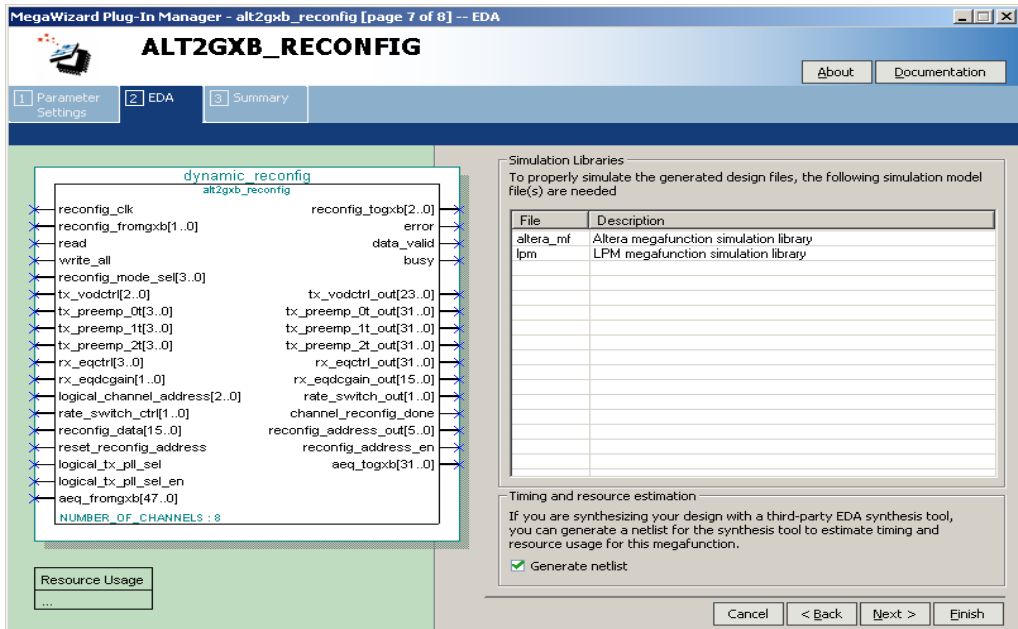 MegaWizard Plug-In Manager - alt2gxb_reconfig [page 7 of 8] -- EDA
ALT2GXB_RECONFIG
About
Documentation
1 Parameter Settings
2 EDA
3 Summary
dynamic_reconfig
alt2gxb_reconfig
reconfig_clk
reconfig_fromgxb[1..0]
read
write_all
reconfig_mode_sel[3..0]
tx_vodctrl[2..0]
tx_preemp_0t[3..0]
tx_preemp_1t[3..0]
tx_preemp_2t[3..0]
rx_eqctrl[3..0]
rx_eqdcgain[1..0]
logical_channel_address[2..0]
rate_switch_ctrl[1..0]
reconfig_data[15..0]
reset_reconfig_address
logical_tx_pll_sel
logical_tx_pll_sel_en
aeq_fromgxb[47..0]
reconfig_togxb[2..0]
error
data_valid
busy
tx_vodctrl_out[23..0]
tx_preemp_0t_out[31..0]
tx_preemp_1t_out[31..0]
tx_preemp_2t_out[31..0]
rx_eqctrl_out[31..0]
rx_eqdcgain_out[15..0]
rate_switch_out[1..0]
channel_reconfig_done
reconfig_address_out[5..0]
reconfig_address_en
aeq_togxb[31..0]
NUMBER_OF_CHANNELS : 8
Resource Usage
...
Simulation Libraries
To properly simulate the generated design files, the following simulation model
file(s) are needed
File Description
altera_mf Altera megafunction simulation library
lpm LPM megafunction simulation library
Timing and resource estimation
If you are synthesizing your design with a third-party EDA synthesis tool,
you can generate a netlist for the synthesis tool to estimate timing and
resource usage for this megafunction.
Generate netlist
Cancel
< Back
Next >
Finish